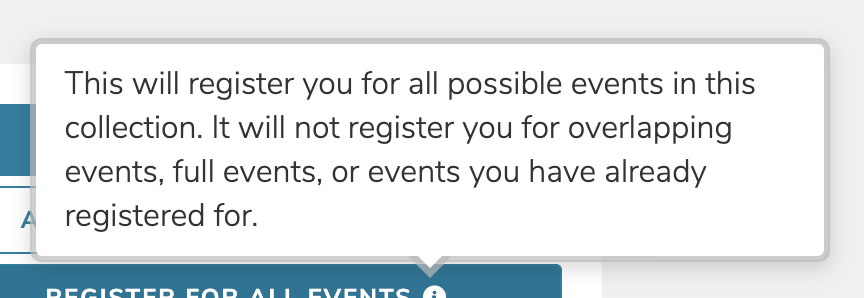 This will register you for all possible events in this
collection. It will not register you for overlapping
events, full events, or events you have already
registered for.
A
REGISTER FOR ALL EVENTS